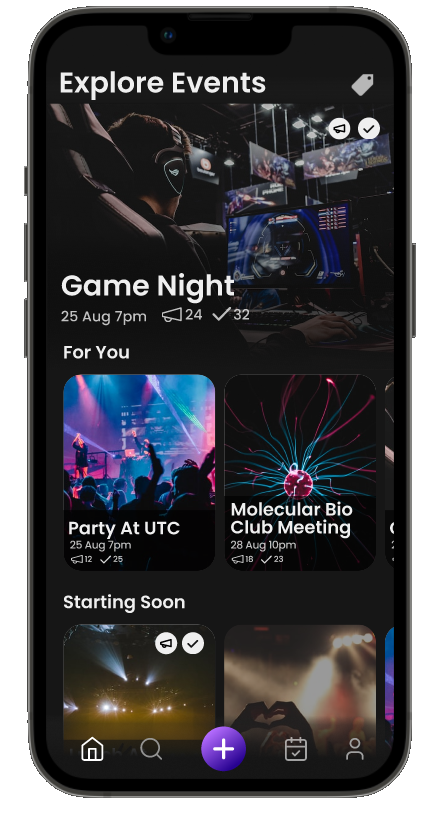 Explore Events
Game Night
25 Aug 7pm 24 32
For You
Party At UTC
25 Aug 7pm
12 25
Molecular Bio
Club Meeting
28 Aug 10pm
18 23
Starting Soon